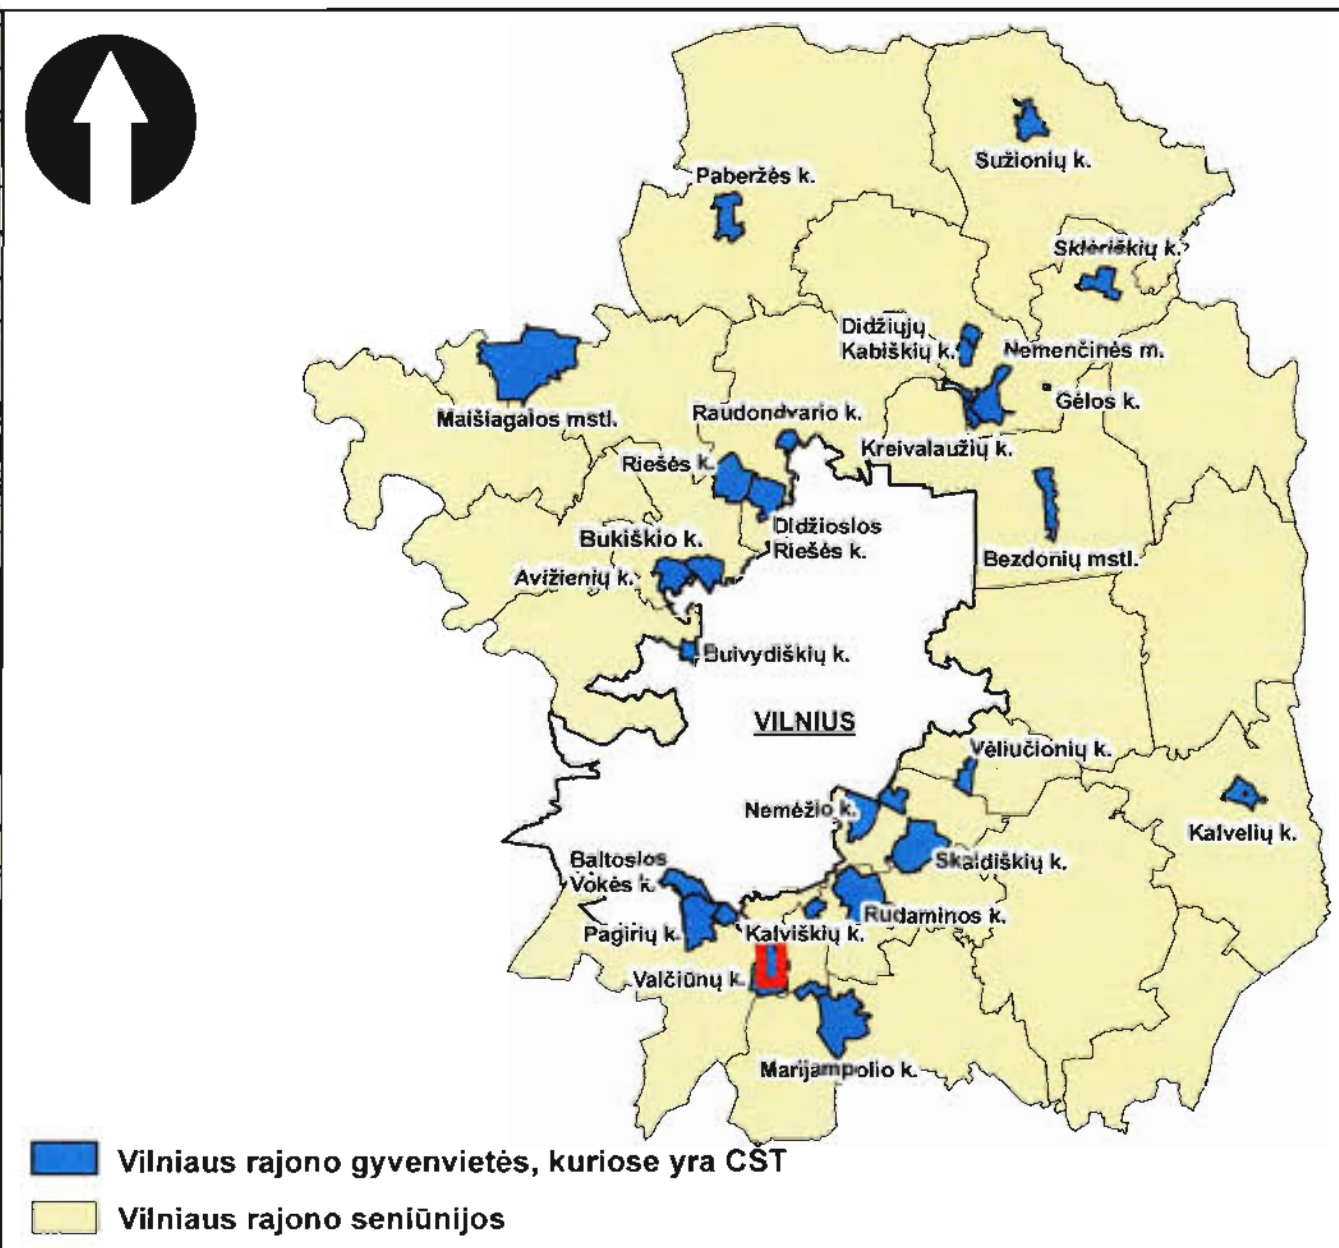 Sužionių k.
Paberžės k.
Sklėriškių k.
Didžiųjų
Kabiškių k.
Nemenčinės m.
Gėlos k.
Maišiagalos mstl.
Raudondvario k.
Kreivalaužių k.
Riešės k.
Didžiosios
Riešės k.
Bukiškio k.
Bezdonių mstl.
Avižienių k.
Buivydiškių k.
VILNIUS
Vėliučionių k.
Nemėžio k.
Kalvelių k.
Skaidiškių k.
Baltosios
Vokės k.
Rudaminos k.
Pagirių k.
Kalviškių k.
Valčiūnų k.
Marijampolio k.
Vilniaus rajono gyvenvietės, kuriose yra CŠT
Vilniaus rajono seniūnijos